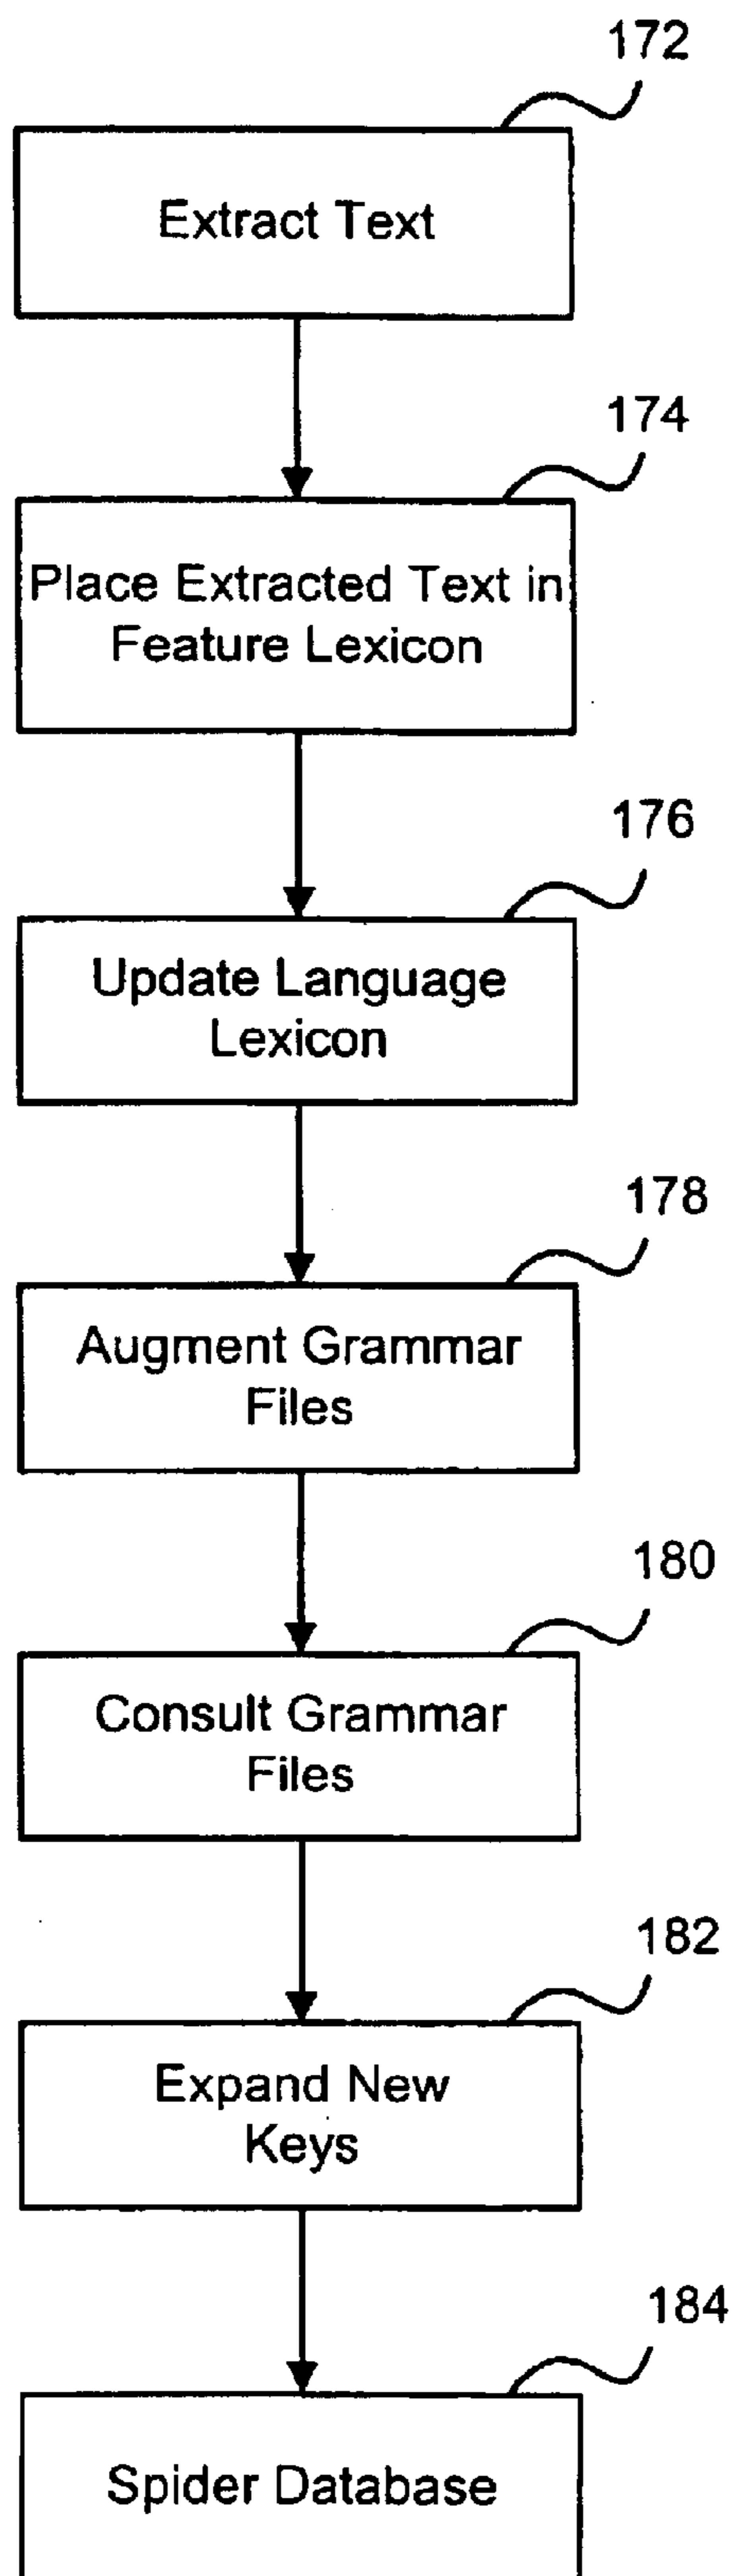 172
Extract Text
174
Place Extracted Text in
Feature Lexicon
176
Update Language
Lexicon
178
Augment Grammar
Files
180
Consult Grammar
Files
182
Expand New
Keys
184
Spider Database